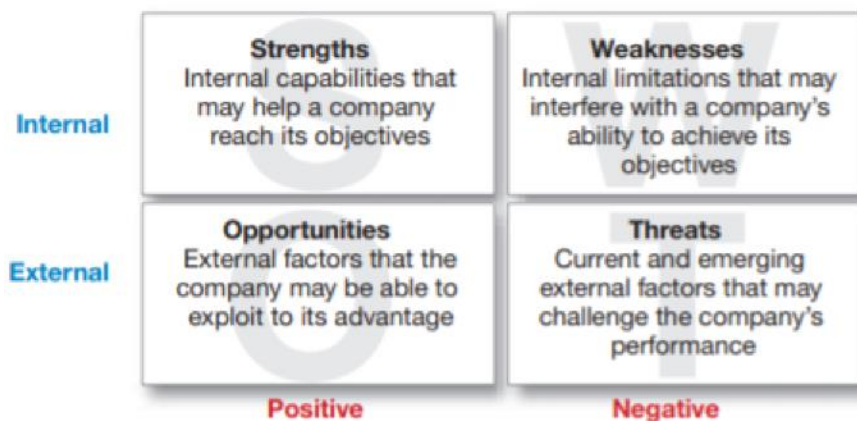 Internal
Strengths
Internal capabilities that
may help a company
reach its objectives
S
Weaknesses
Internal limitations that may
interfere with a company's
ability to achieve its
objectives
W
External
Opportunities
External factors that the
company may be able to
exploit to its advantage
O
Threats
Current and emerging
external factors that may
challenge the company's
performance
T
Positive
Negative